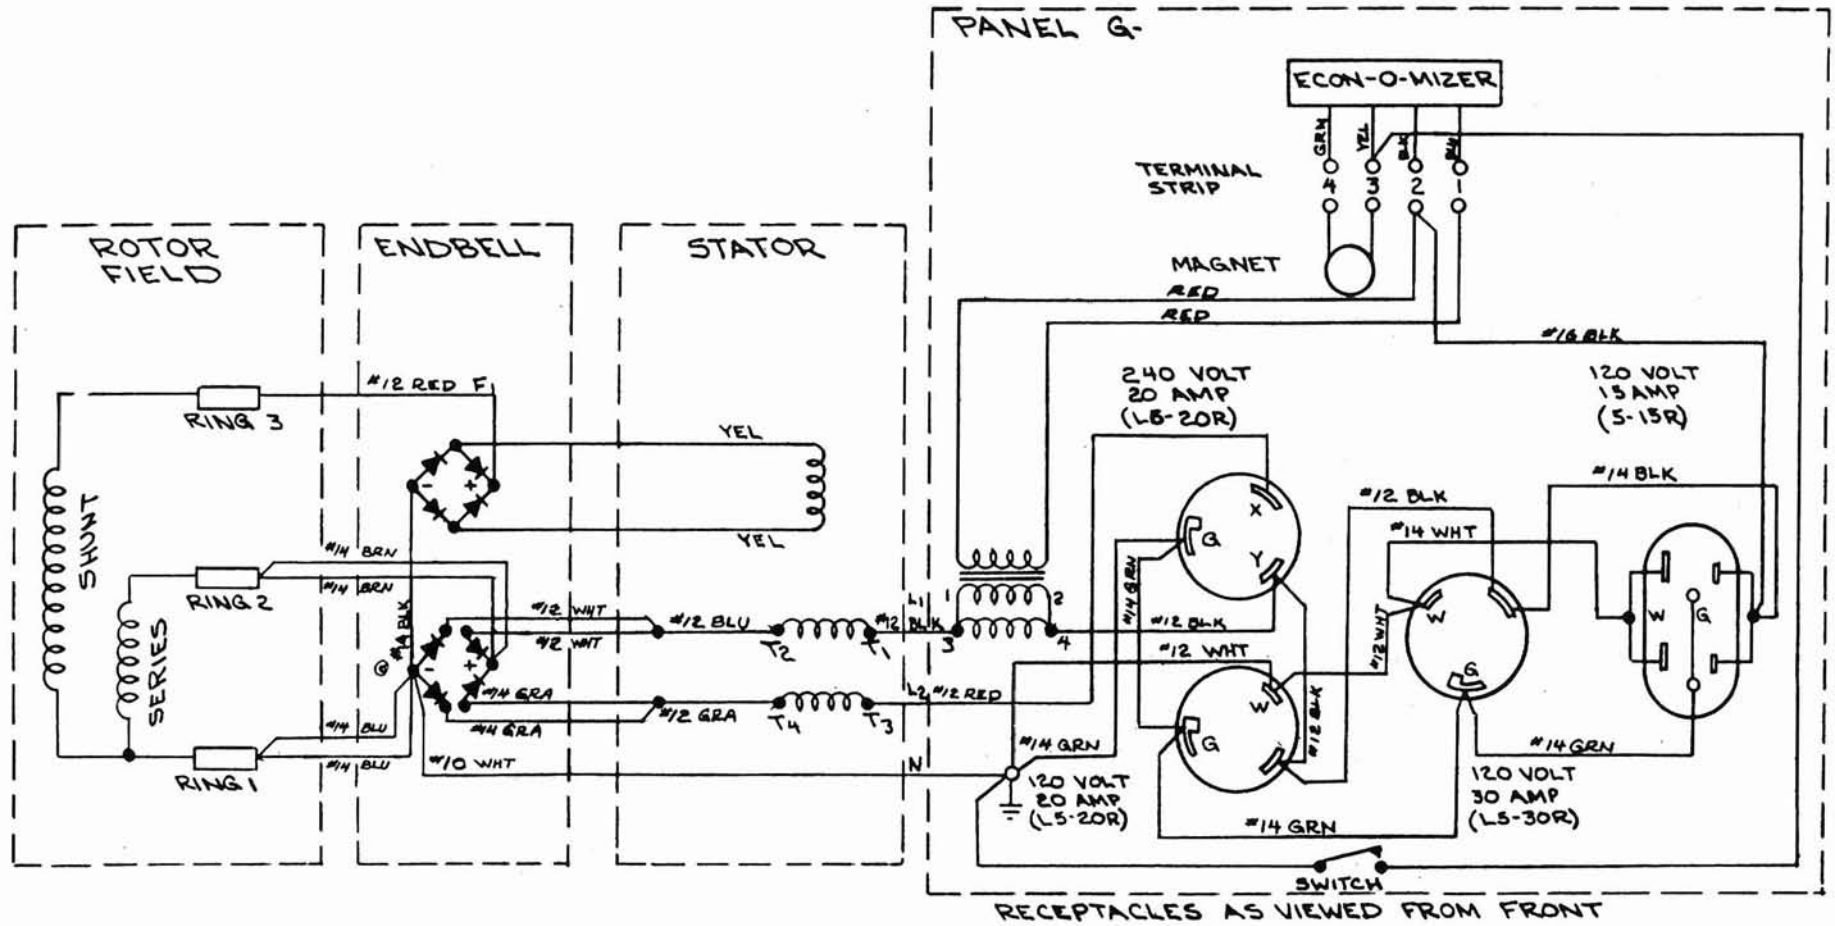 PANEL G-
ECON-O-MIZER
GRN
YEL
BLK
BLU
TERMINAL
STRIP
4 3 2 1
ROTOR
FIELD
ENDBELL
STATOR
MAGNET
RED
RED
#16 BLK
240 VOLT
20 AMP
(L6-20R)
120 VOLT
15 AMP
(5-15R)
#12 RED F1
RING 3
YEL
- +
YEL
SHUNT
#14 BRN
#14 BRN
RING 2
SERIES
#14 BLK
@
- +
#12 WHT
#12 WHT
#12 BLU
T2 T1
L1
#12 BLK
1 2
3 4
#12 BLK
#14 GRA
#14 GRA
#12 GRA
T4 T3
L2 #12 RED
#14 BLU
#14 BLU
RING 1
#10 WHT
N
X
G
Y
#14 GRN
#12 WHT
W
G
#12 BLK
#14 GRN
#12 BLK
#14 WHT
#14 BLK
#12 WHT
W
G
W G
#14 GRN
120 VOLT
20 AMP
(L5-20R)
120 VOLT
30 AMP
(L5-30R)
#14 GRN
SWITCH
RECEPTACLES AS VIEWED FROM FRONT